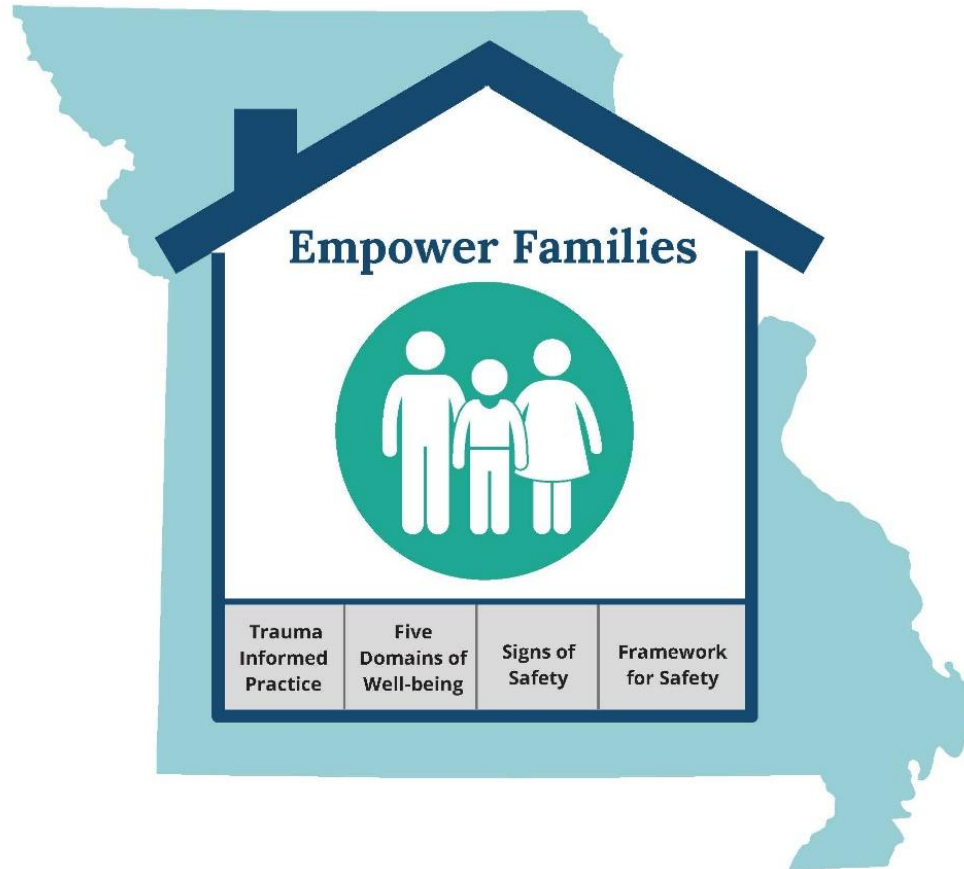 Empower Families
Trauma
Informed
Practice
Five
Domains of
Well-being
Signs of
Safety
Framework
for Safety